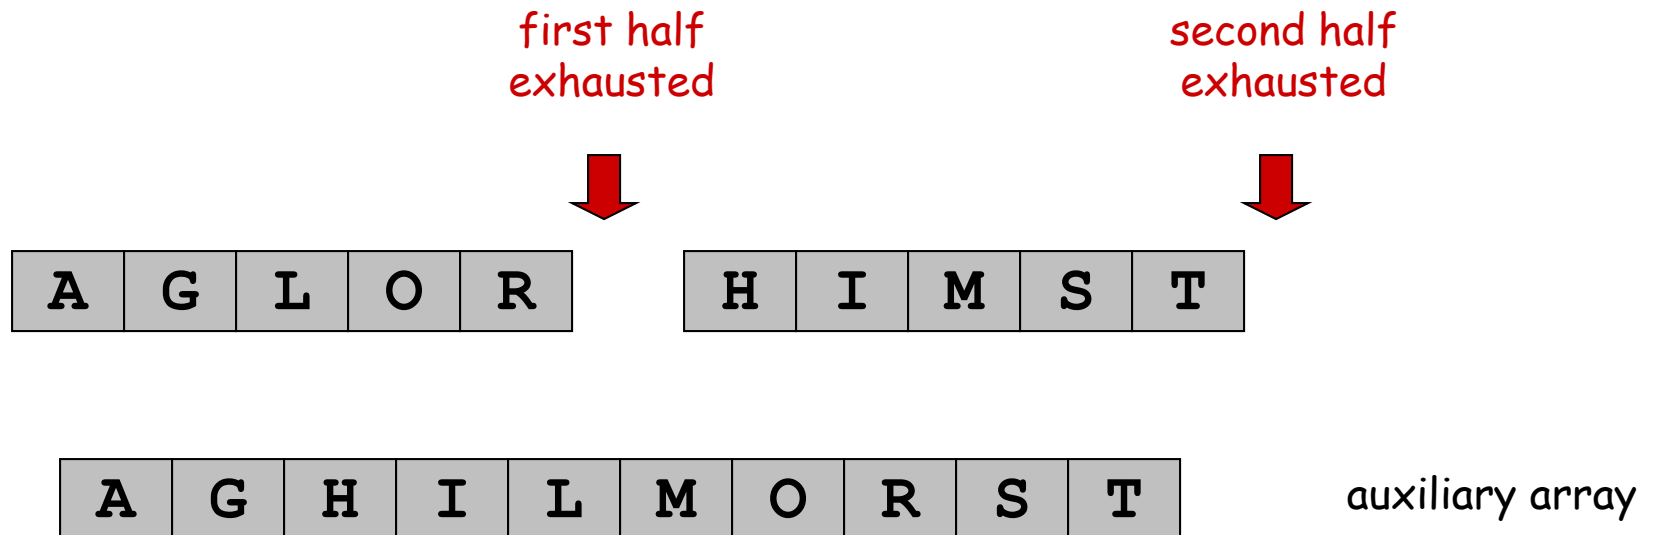 first half
exhausted
second half
exhausted
A G L O R
H I M S T
A G H I L M O R S T
auxiliary array